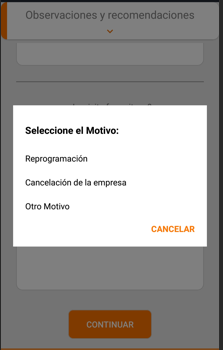 Observaciones y recomendaciones
Seleccione el Motivo:
Reprogramación
Cancelación de la empresa
Otro Motivo
CANCELAR
CONTINUAR